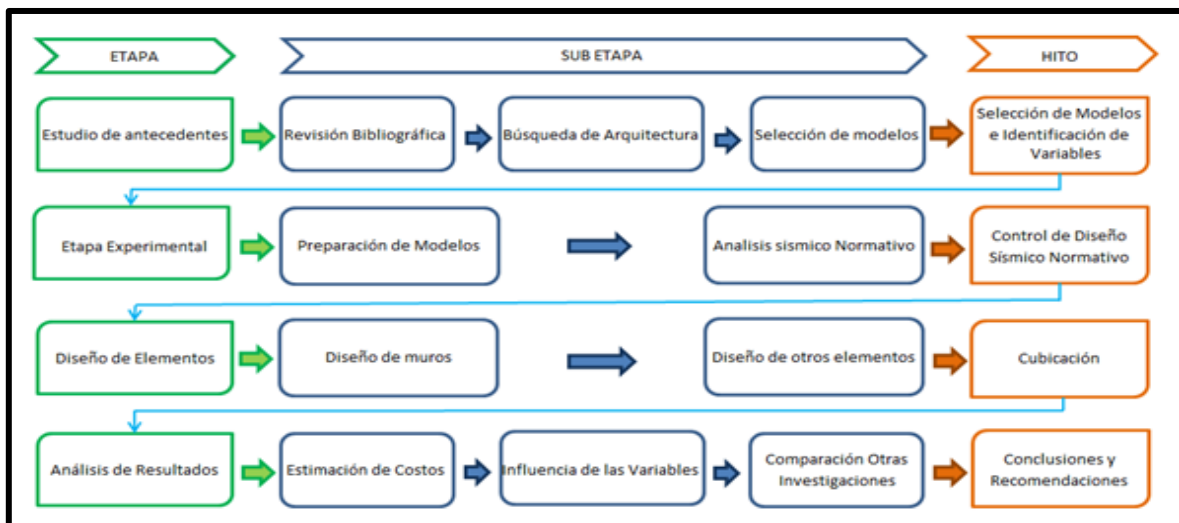 ETAPA
SUB ETAPA
HITO
Estudio de antecedentes
Revisión Bibliográfica
Búsqueda de Arquitectura
Selección de modelos
Selección de Modelos
e Identificación de
Variables
Etapa Experimental
Preparación de Modelos
Analisis sismico Normativo
Control de Diseño
Sísmico Normativo
Diseño de Elementos
Diseño de muros
Diseño de otros elementos
Cubicación
Análisis de Resultados
Estimación de Costos
Influencia de las Variables
Comparación Otras
Investigaciones
Conclusiones y
Recomendaciones